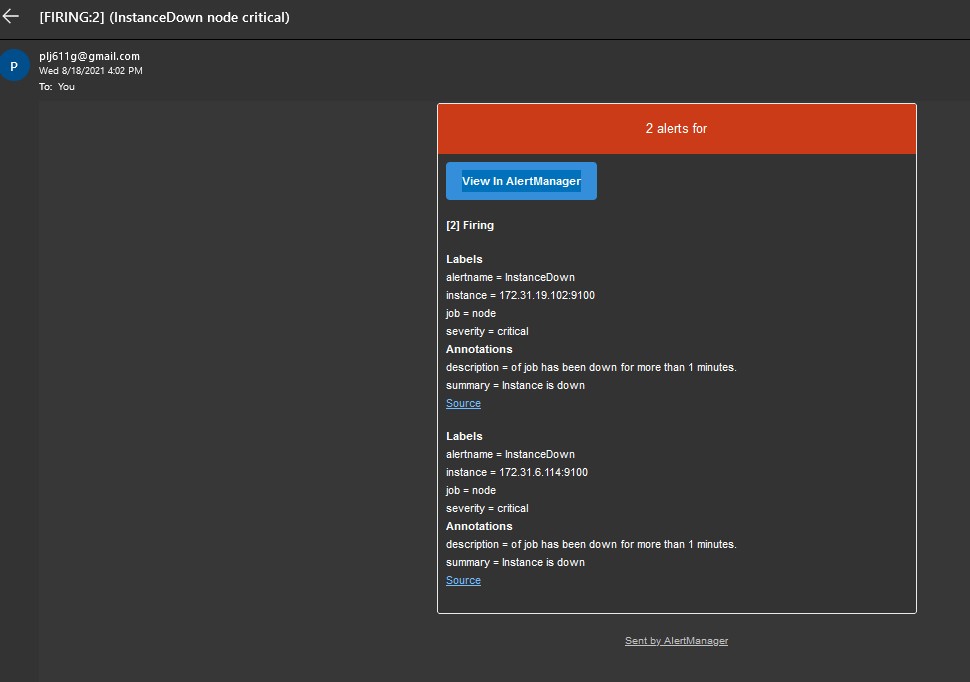 [FIRING:2] (InstanceDown node critical)
P
plj611g@gmail.com
Wed 8/18/2021 4:02 PM
To: You
2 alerts for
View In AlertManager
[2] Firing
Labels
alertname = InstanceDown
instance = 172.31.19.102:9100
job = node
severity = critical
Annotations
description = of job has been down for more than 1 minutes.
summary = Instance is down
Source
Labels
alertname = InstanceDown
instance = 172.31.6.114:9100
job = node
severity = critical
Annotations
description = of job has been down for more than 1 minutes.
summary = Instance is down
Source
Sent by AlertManager